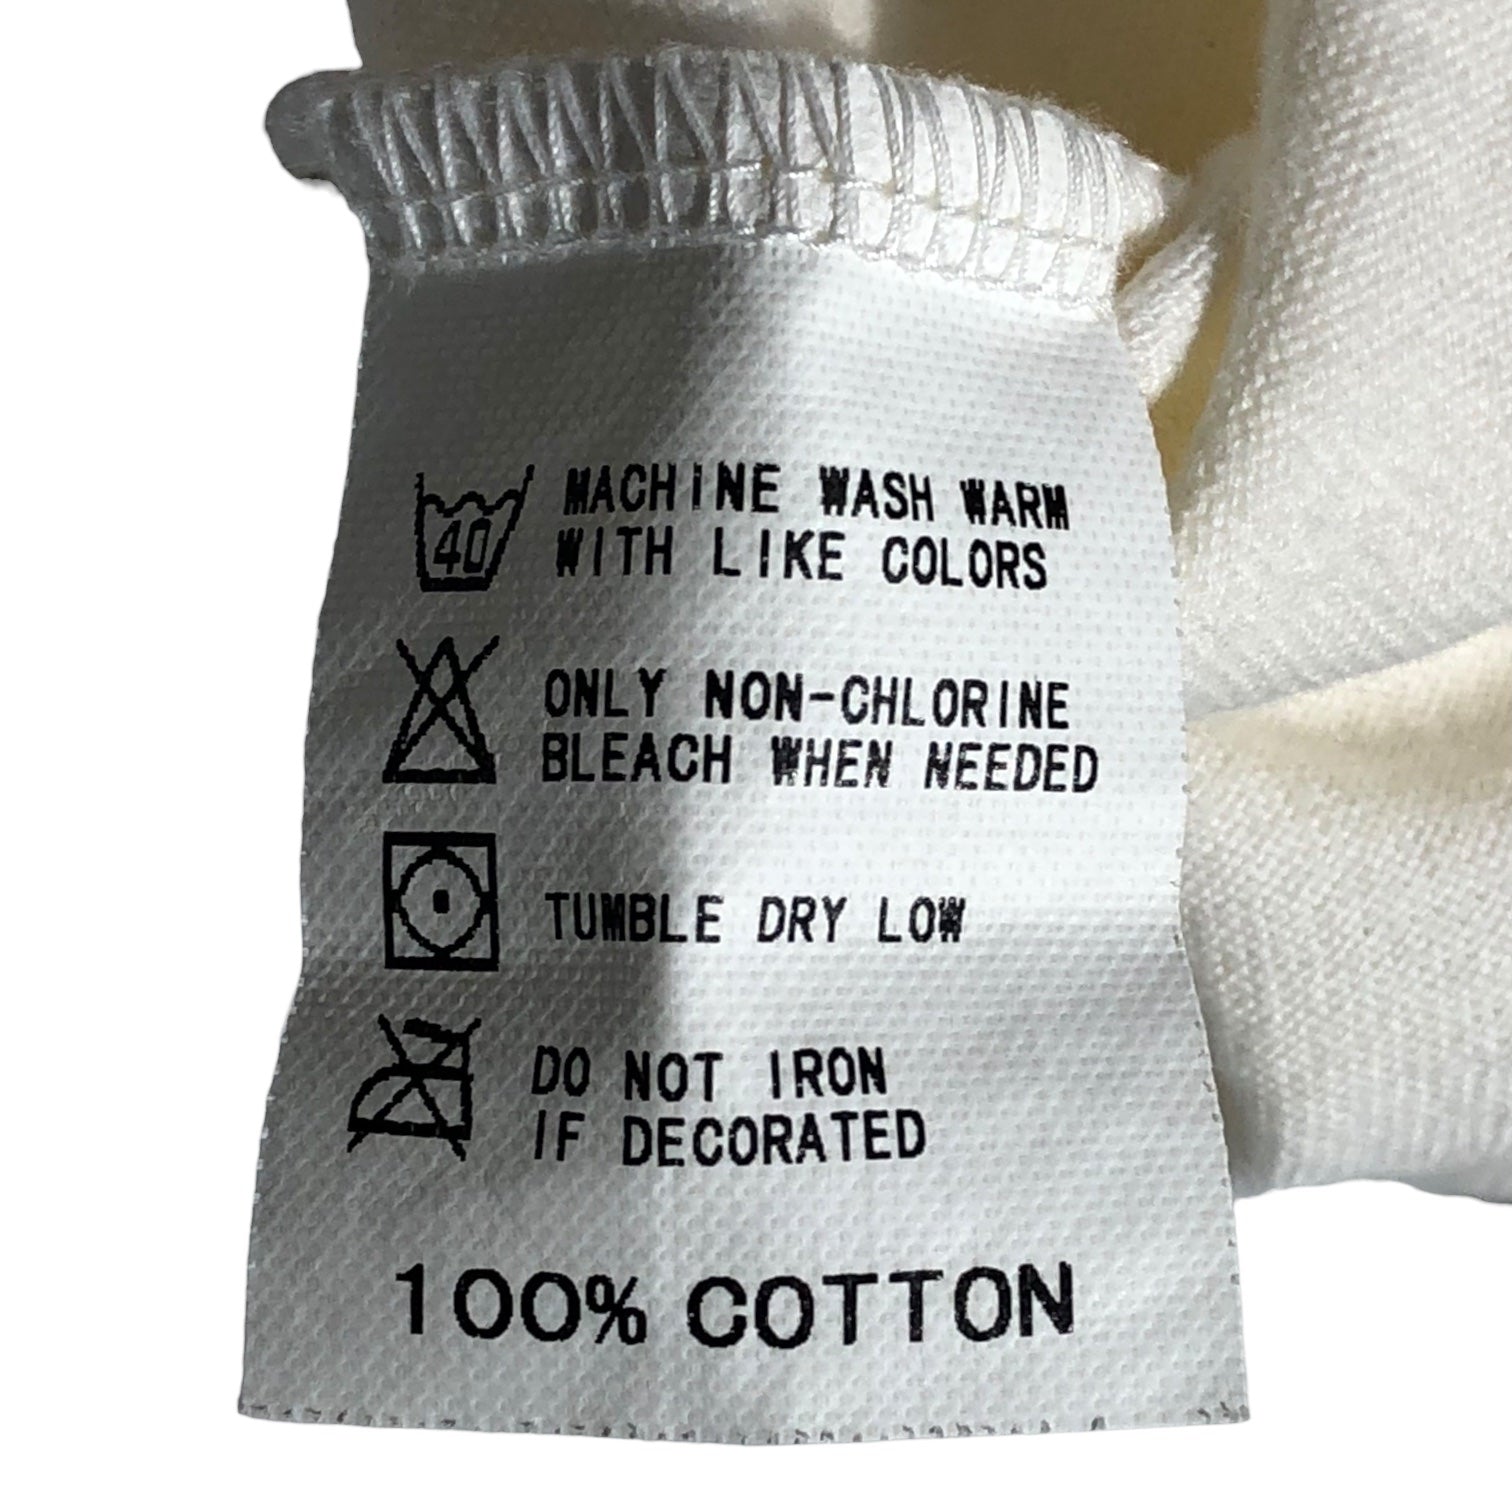 40
MACHINE WASH WARM
WITH LIKE COLORS
ONLY NON-CHLORINE
BLEACH WHEN NEEDED
TUMBLE DRY LOW
DO NOT IRON
IF DECORATED
100% COTTON